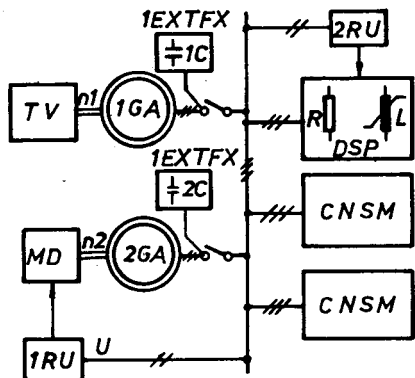 1EXTFX
1C
2RU
TV
n1
1GA
R
L
DSP
1EXTFX
2C
CNSM
MD
n2
2GA
CNSM
1RU
U